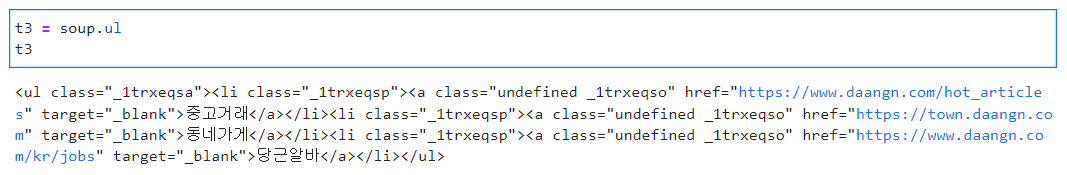 t3 = soup.ul
t3
<ul class="_1trxeqsa"><li class="_1trxeqsp"><a class="undefined _1trxeqso" href="https://www.daangn.com/hot_article
s" target="_blank">중고거래</a></li><li class="_1trxeqsp"><a class="undefined _1trxeqso" href="https://town.daangn.co
m" target="_blank">동네가게</a></li><li class="_1trxeqsp"><a class="undefined _1trxeqso" href="https://www.daangn.co
m/kr/jobs" target="_blank">당근알바</a></li></ul>